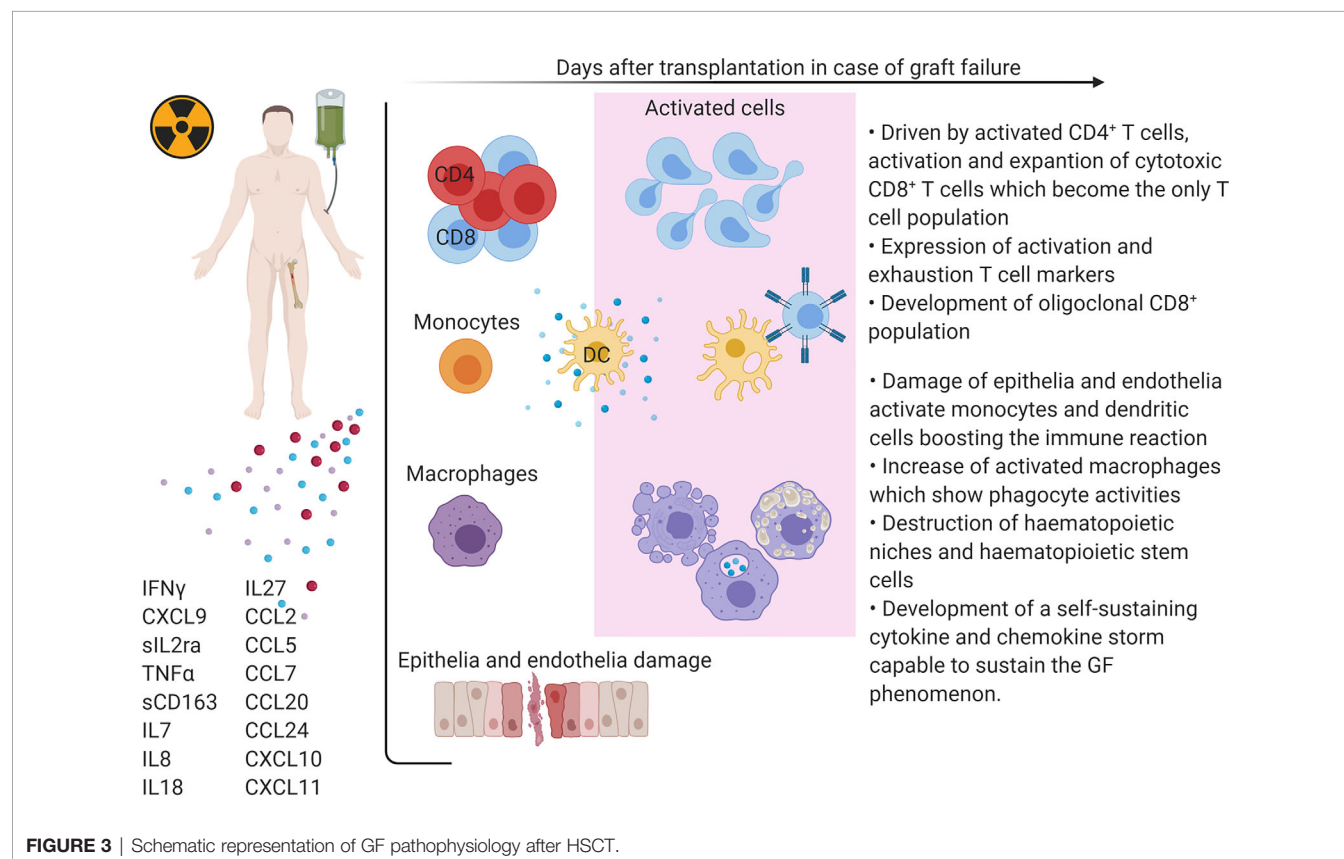 Days after transplantation in case of graft failure
Activated cells
CD4
CD8
Monocytes
DC
Macrophages
Epithelia and endothelia damage
IFNγ
CXCL9
sIL2ra
TNFα
sCD163
IL7
IL8
IL18
IL27
CCL2
CCL5
CCL7
CCL20
CCL24
CXCL10
CXCL11
• Driven by activated CD4⁺ T cells,
activation and expantion of cytotoxic
CD8⁺ T cells which become the only T
cell population
• Expression of activation and
exhaustion T cell markers
• Development of oligoclonal CD8⁺
population
• Damage of epithelia and endothelia
activate monocytes and dendritic
cells boosting the immune reaction
• Increase of activated macrophages
which show phagocyte activities
• Destruction of haematopoietic
niches and haematopioietic stem
cells
• Development of a self-sustaining
cytokine and chemokine storm
capable to sustain the GF
phenomenon.
FIGURE 3 | Schematic representation of GF pathophysiology after HSCT.